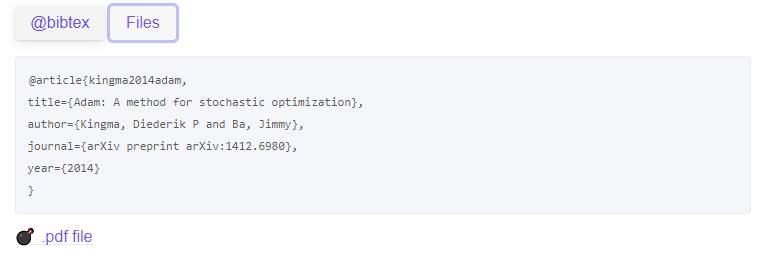 @bibtex Files
@article{kingma2014adam,
title={Adam: A method for stochastic optimization},
author={Kingma, Diederik P and Ba, Jimmy},
journal={arXiv preprint arXiv:1412.6980},
year={2014}
}
.pdf file